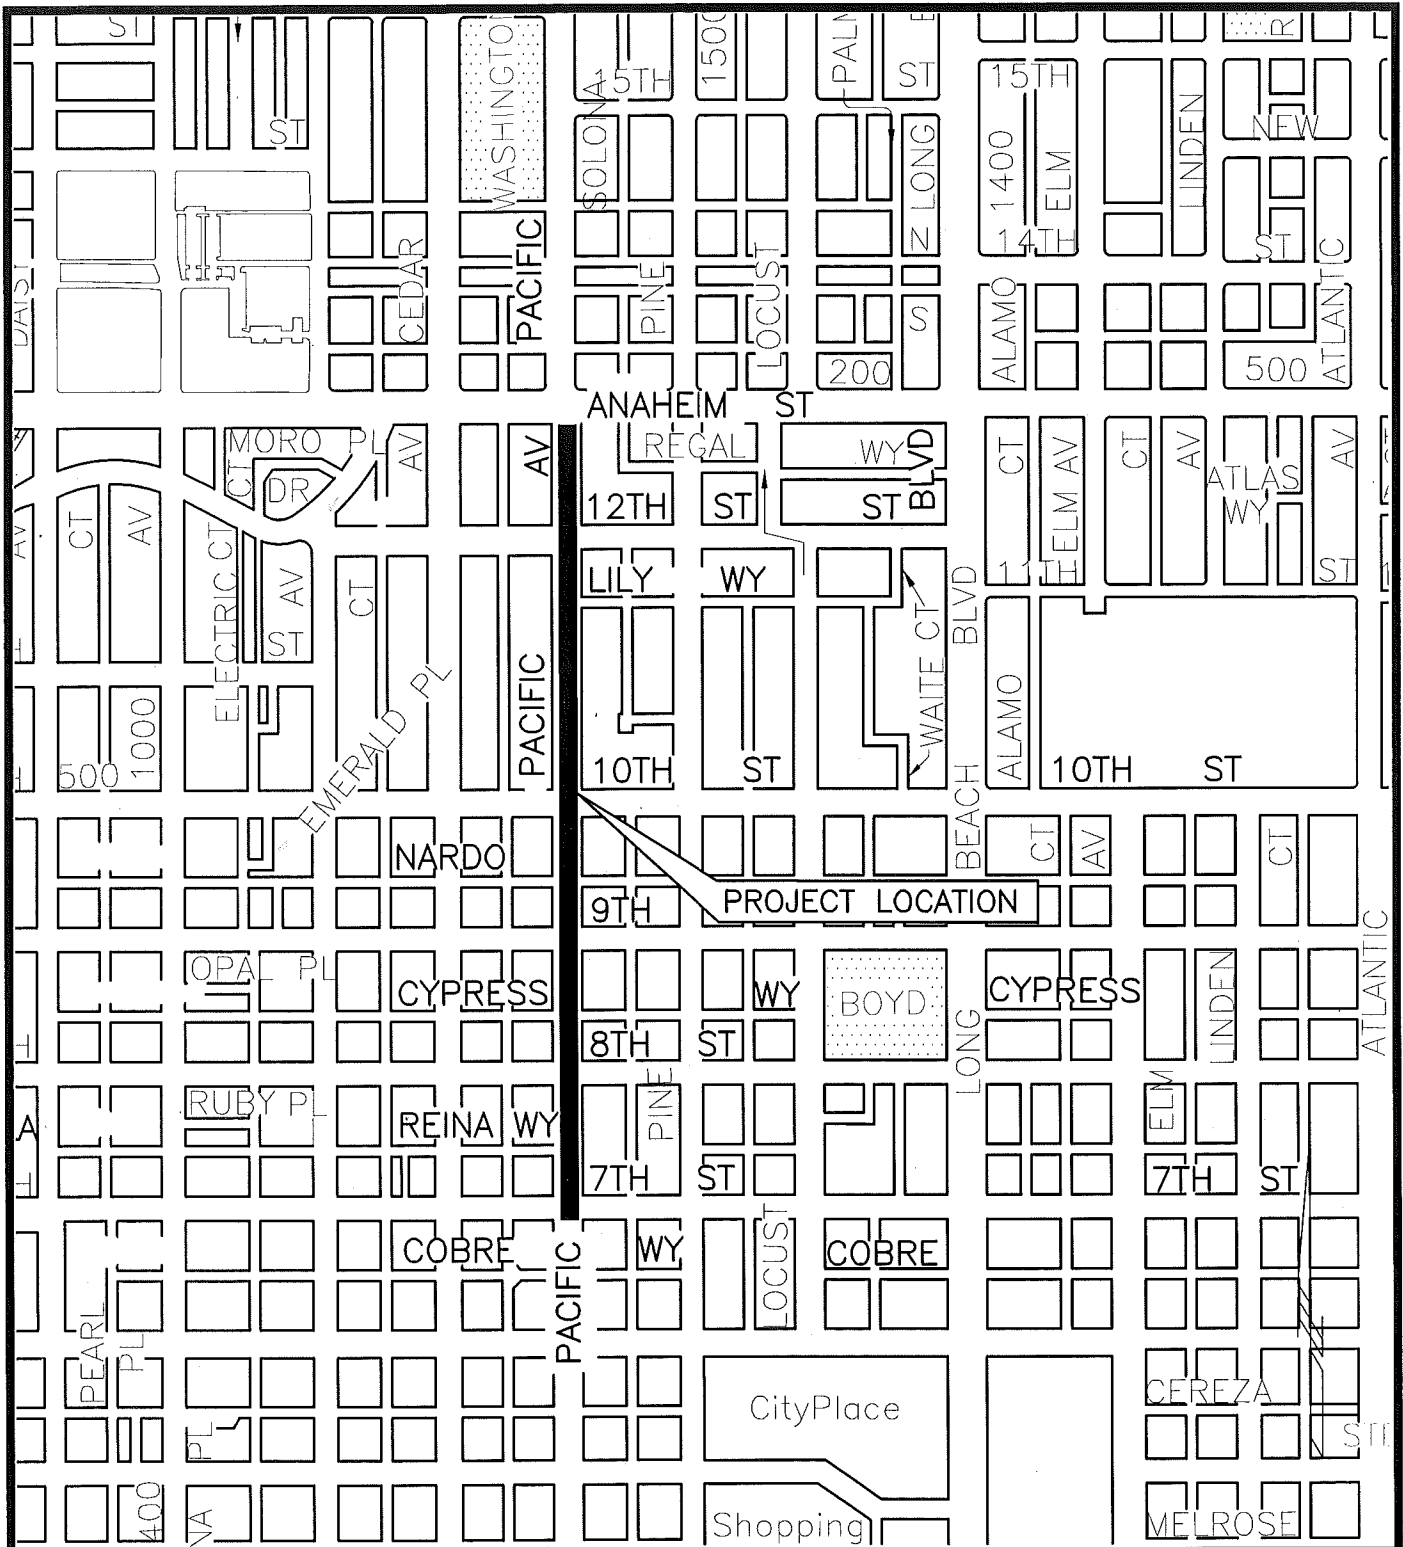 ST
WASHINGTON
1500
ST
15TH
15TH
ST
SOLONA
N LONG
1400
ELM
LINDEN
NEW
14TH
ST
CEDAR
PACIFIC
PINE
LOCUST
S
ALAMO
ATLANTIC
200
500
ANAHEIM ST
MORO PL
AV
AV
REGAL WY
BLVD
CT
ELM AV
CT
AV
ATLAS
WY
AV
CT
DR
12TH ST ST
CT
AV
ELECTRIC CT
AV
ST
CT
LILY WY
WAITE CT
BLVD
11TH
ST
EMERALD PL
PACIFIC
ALAMO
500
1000
10TH ST
10TH ST
BEACH
NARDO
CT
AV
CT
PROJECT LOCATION
9TH
OPAL PL
CYPRESS
WY
BOYD
CYPRESS
LINDEN
ATLANTIC
8TH ST
LONG
RUBY PL
REINA WY
PINE
ELM
7TH ST
7TH ST
COBRE
WY
LOCUST
COBRE
PACIFIC
PEARL
PL
CityPlace
CEREZA
PL
400
Shopping
MELROSE